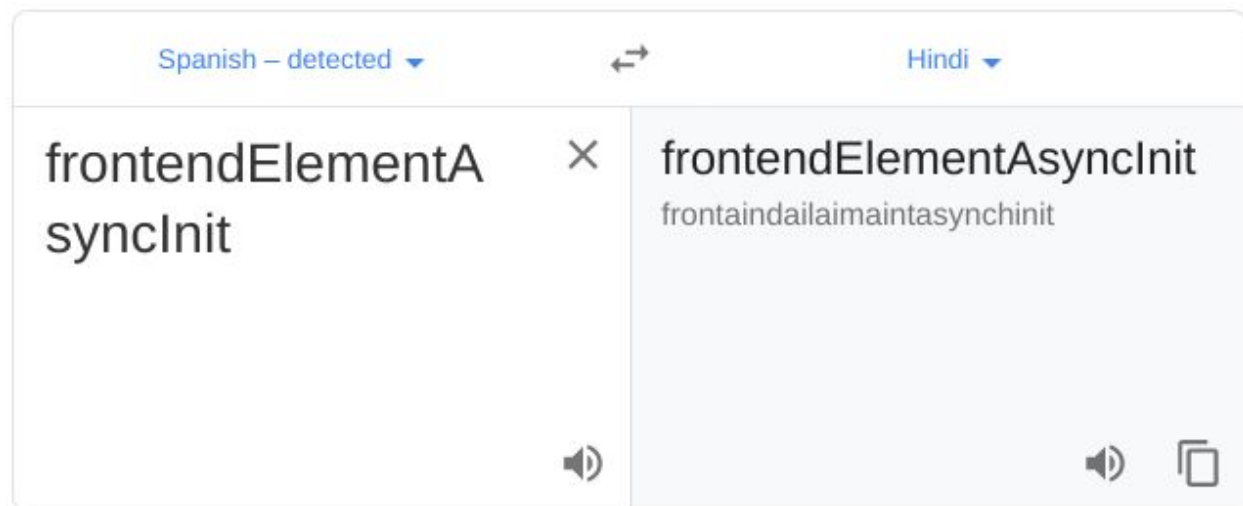 Spanish – detected
Hindi
frontendElementA
syncInit
frontendElementAsyncInit
frontaindailaimaintasynchinit